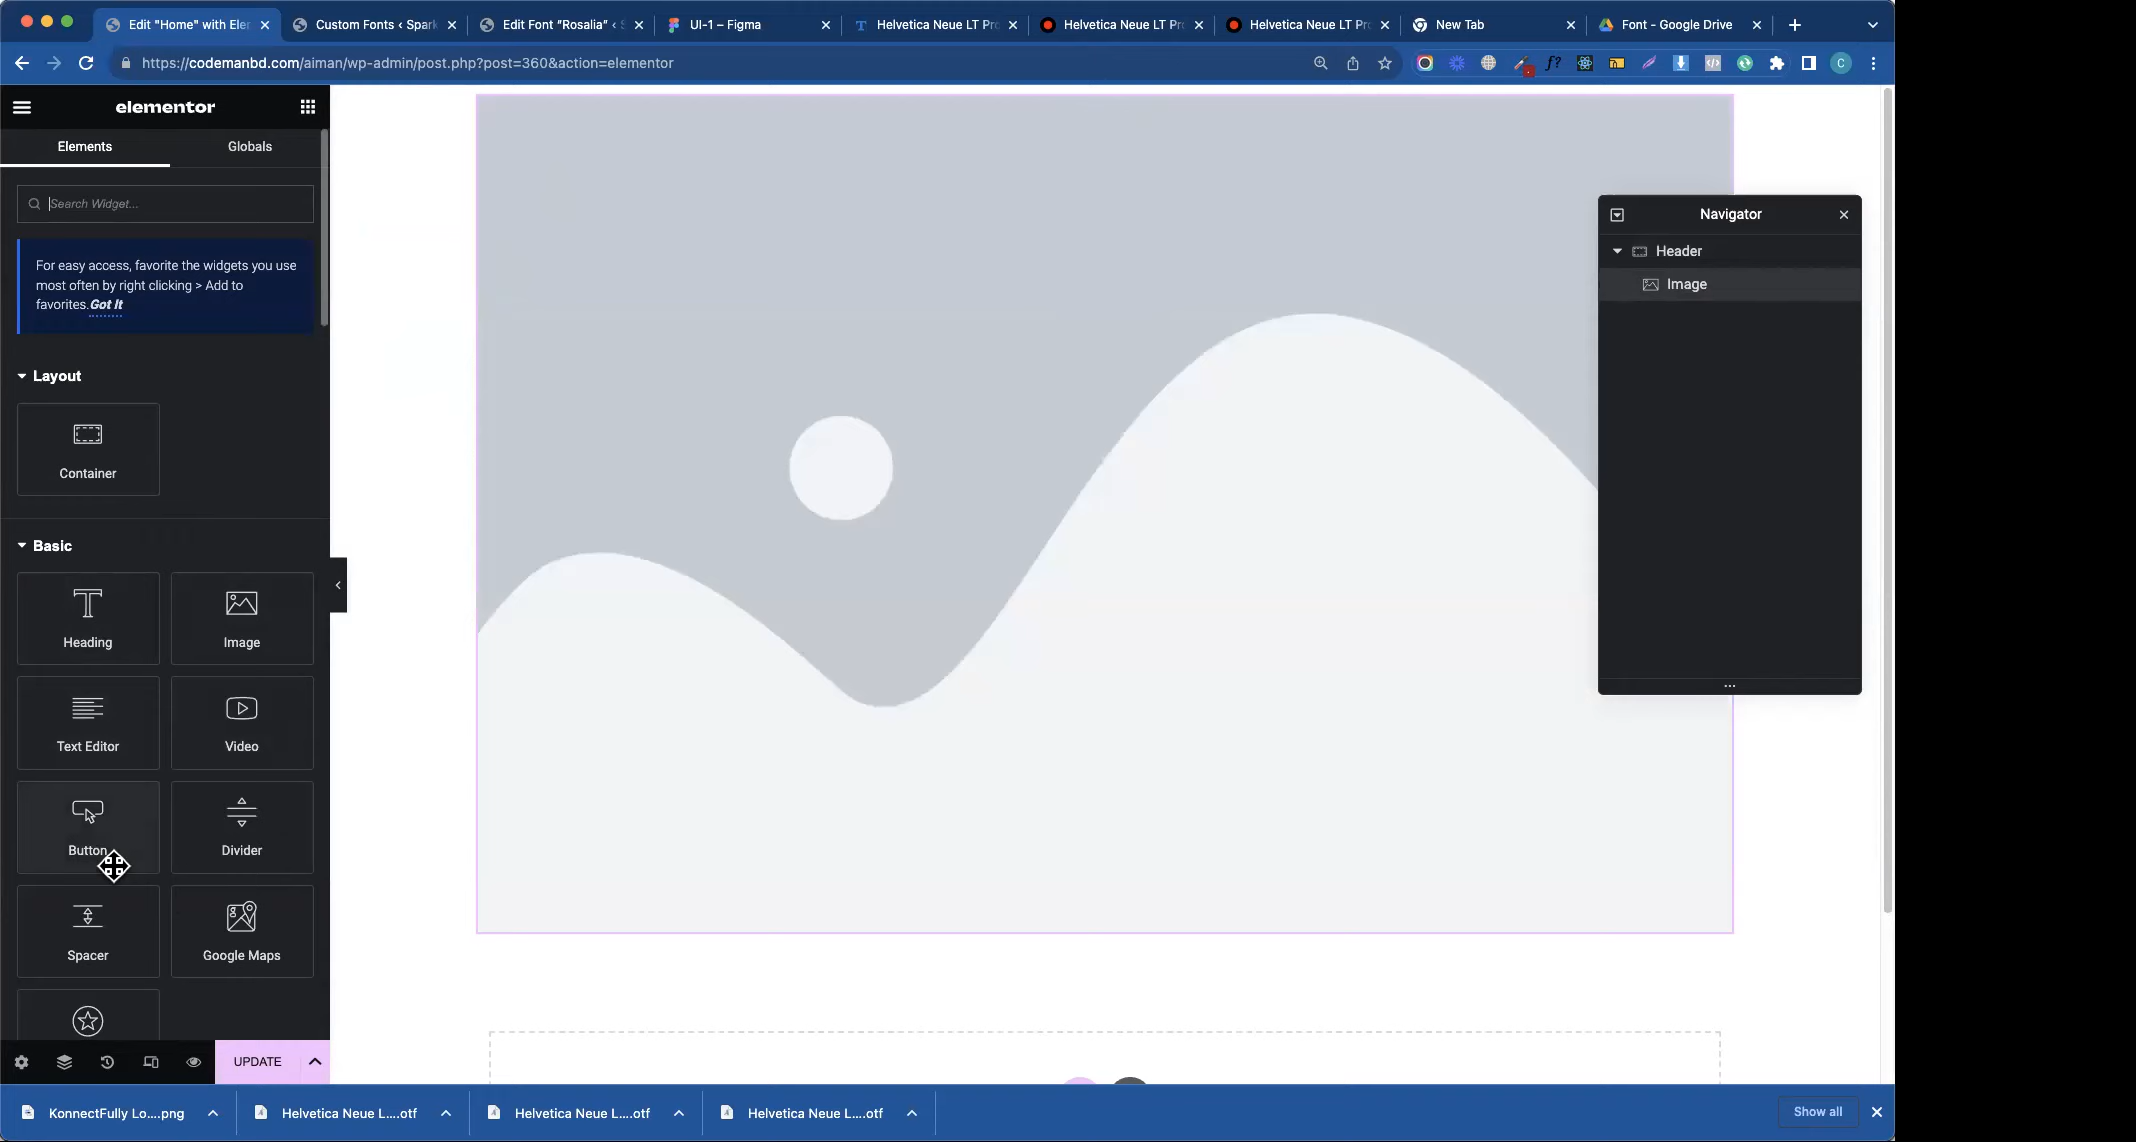 Edit "Home" with Ele
Custom Fonts ‹ Spark
Edit Font “Rosalia” ‹ S
UI-1 – Figma
Helvetica Neue LT Pro
Helvetica Neue LT Pro
Helvetica Neue LT Pro
New Tab
Font - Google Drive
https://codemanbd.com/aiman/wp-admin/post.php?post=360&action=elementor
f?
C
elementor
Elements
Globals
Search Widget...
For easy access, favorite the widgets you use
most often by right clicking > Add to
favorites. Got It
Layout
Container
Basic
Heading
Image
Text Editor
Video
Button
Divider
Spacer
Google Maps
UPDATE
Navigator
Header
Image
KonnectFully Lo....png
Helvetica Neue L....otf
Helvetica Neue L....otf
Helvetica Neue L....otf
Show all